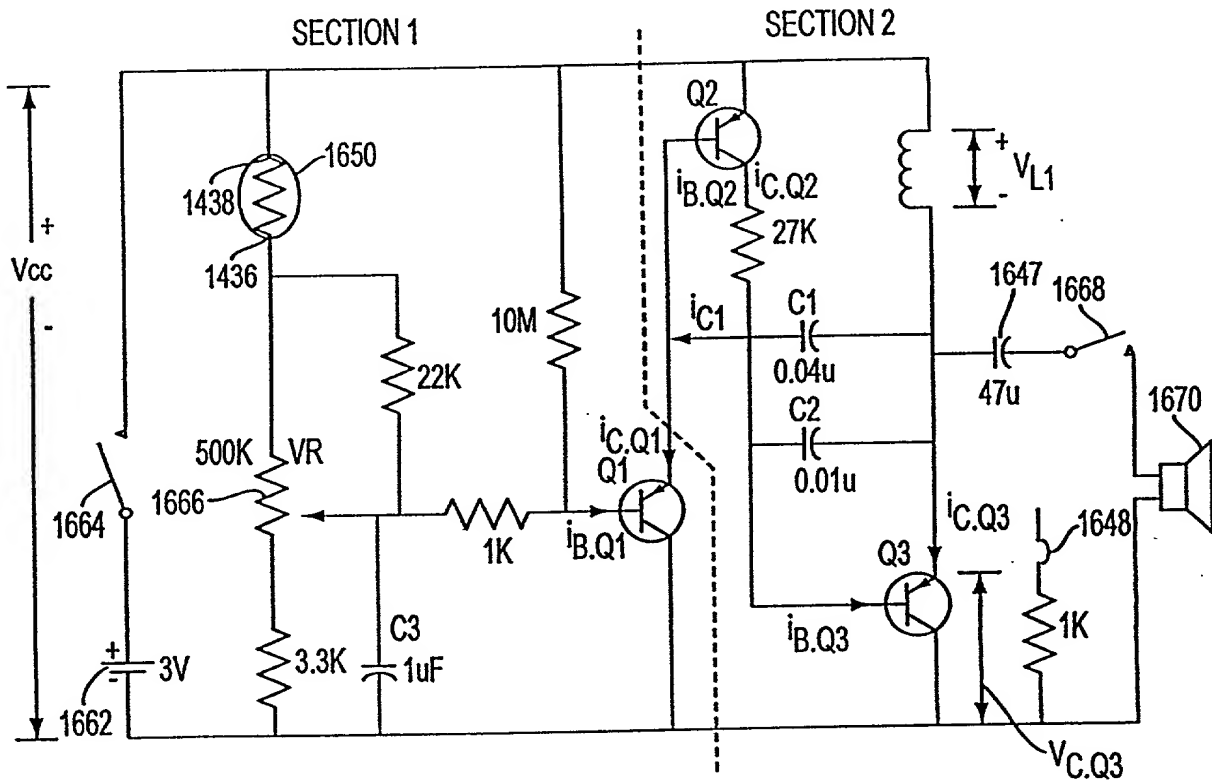 SECTION 1
SECTION 2
Q2
1650
1438
1436
+
Vcc
-
iB.Q2
iC.Q2
27K
+
VL1
-
1647
1668
10M
iC1
C1
0.04u
47u
22K
C2
0.01u
1670
500K
VR
1666
1664
iC.Q1
Q1
1K
iB.Q1
iC.Q3
1648
Q3
C3
1uF
iB.Q3
1K
3.3K
+
3V
-
1662
VC.Q3